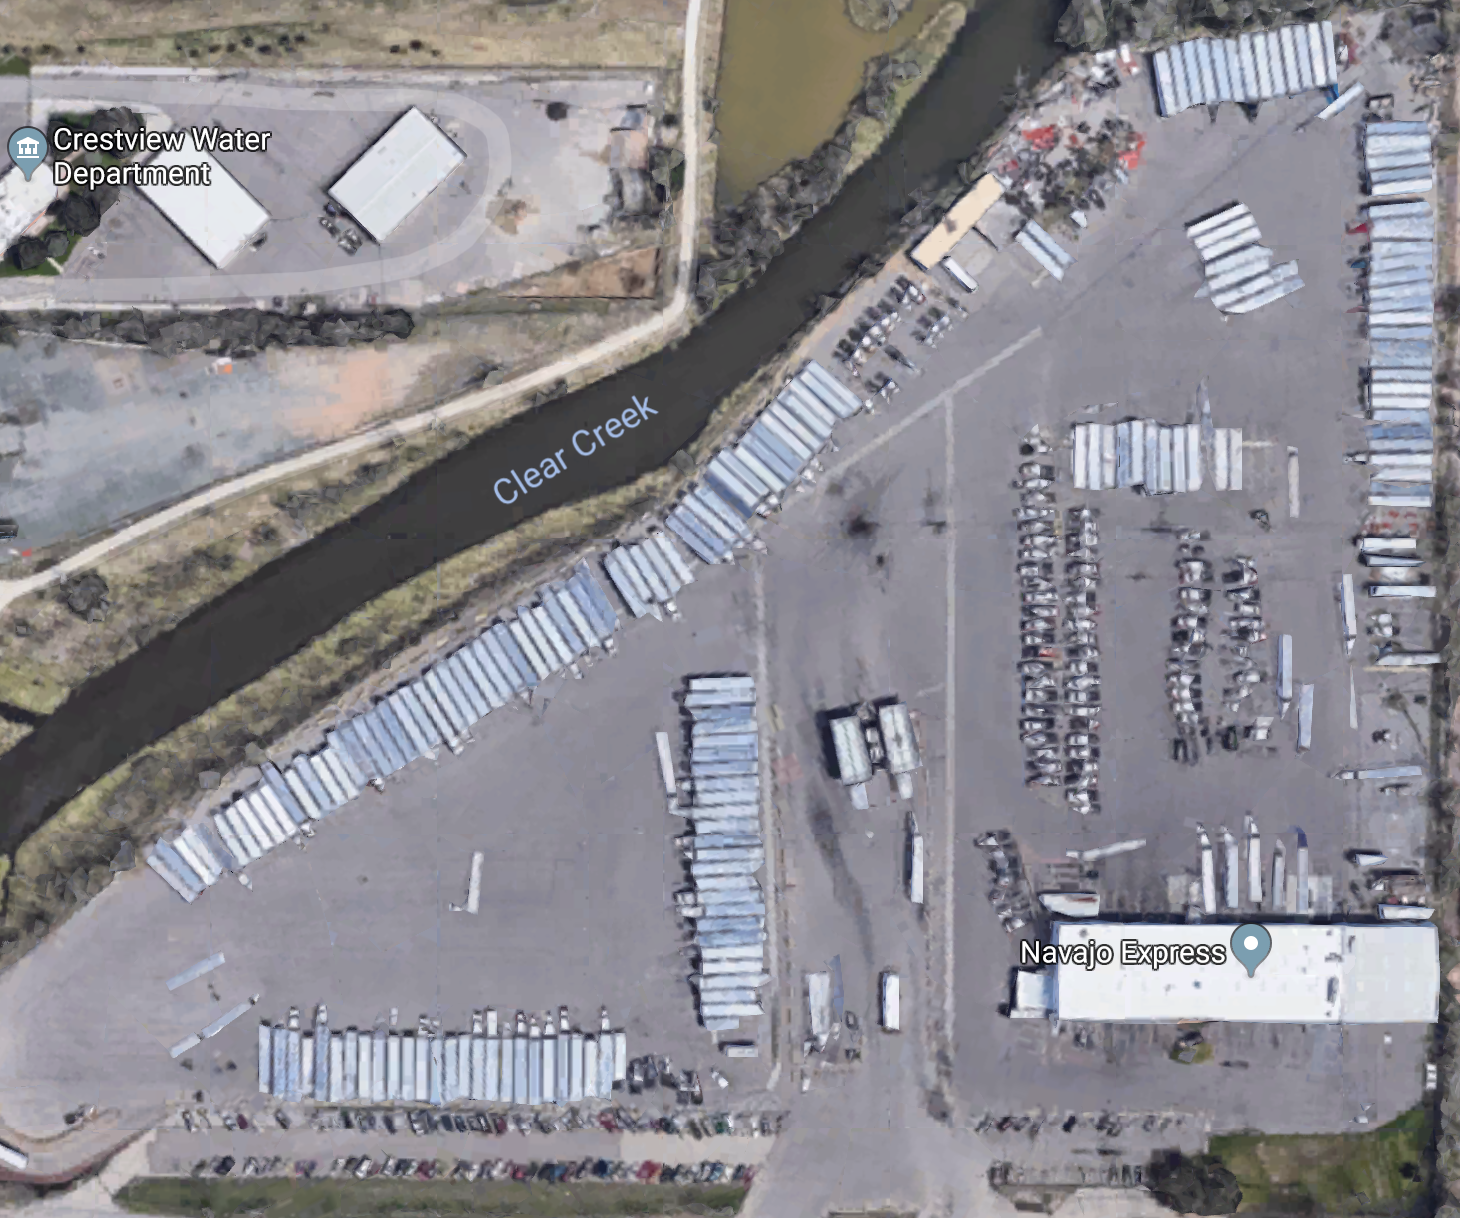 Crestview Water
Department
Clear Creek
Navajo Express